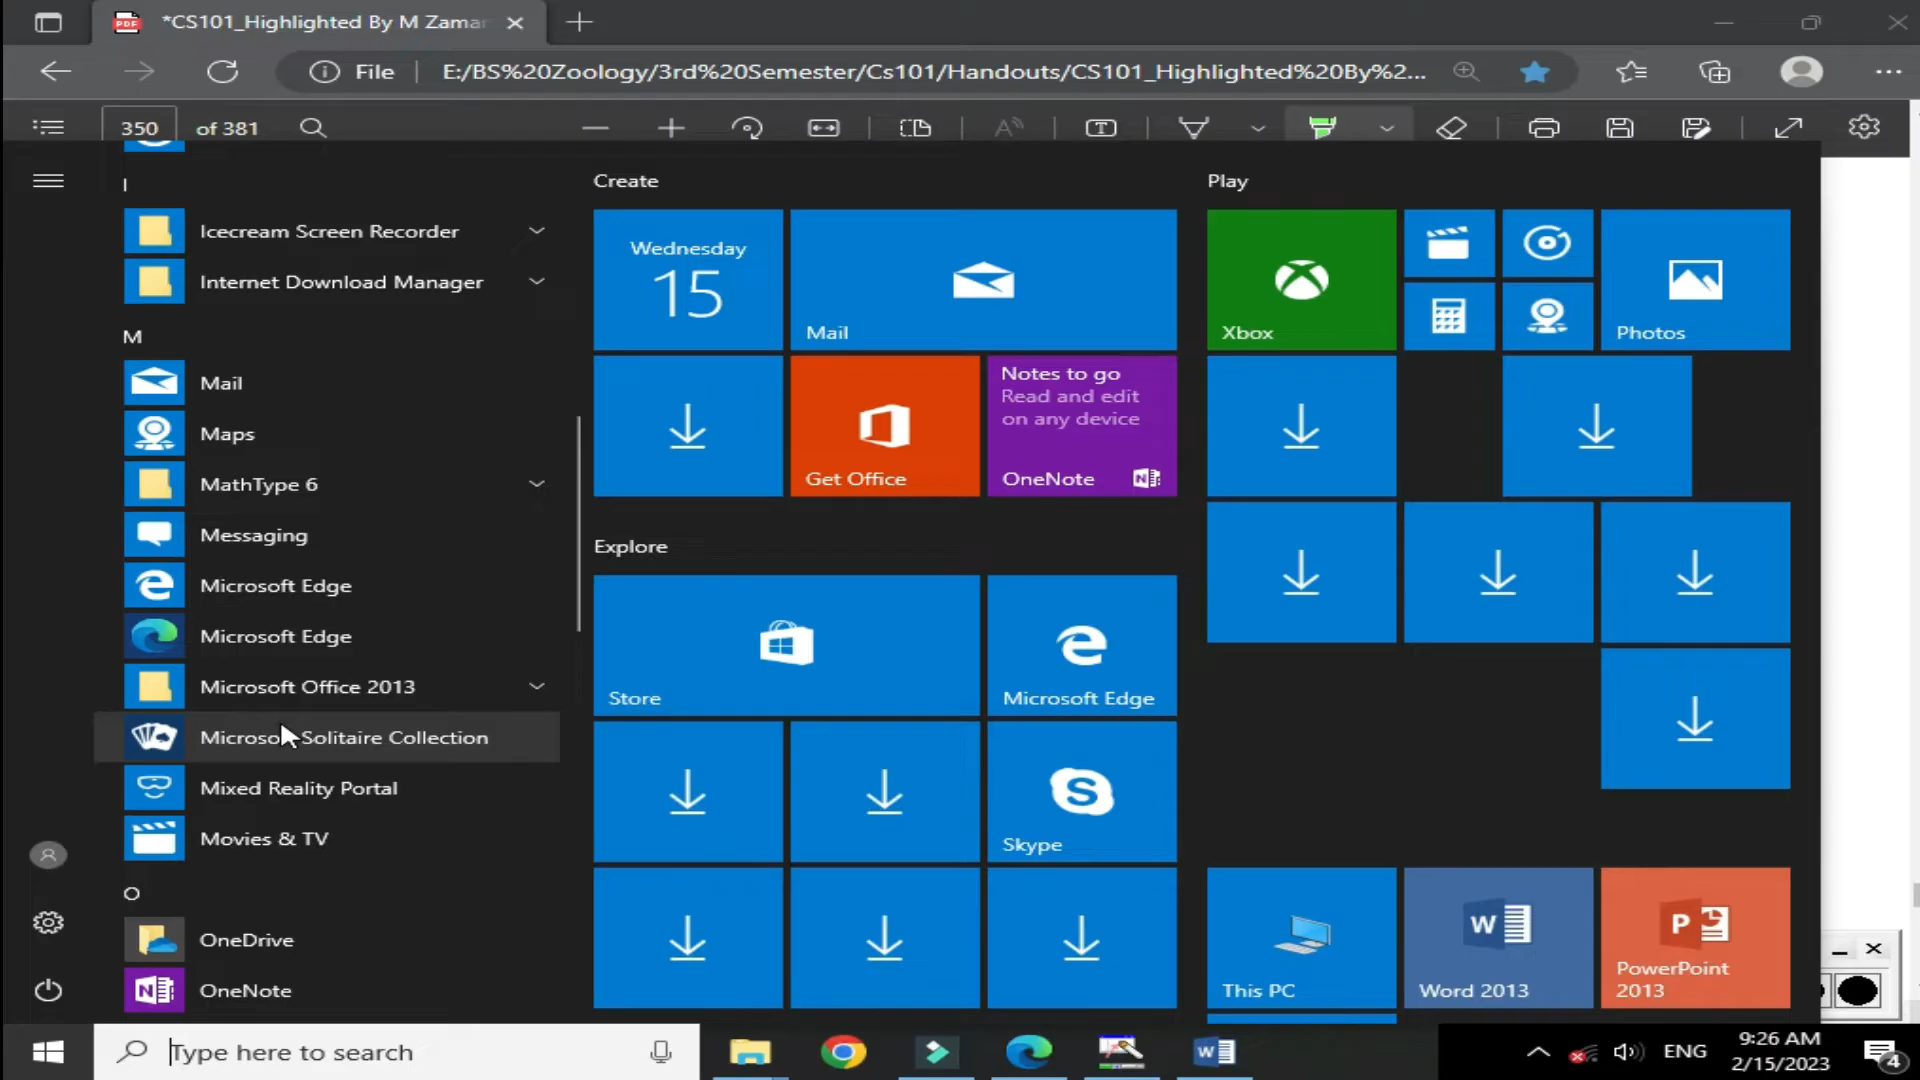 *CS101_Highlighted By M Zamar
File
E:/BS%20Zoology/3rd%20Semester/Cs101/Handouts/CS101_Highlighted%20By%2...
350 of 381
I
Icecream Screen Recorder
Internet Download Manager
M
Mail
Maps
MathType 6
Messaging
Microsoft Edge
Microsoft Edge
Microsoft Office 2013
Microsoft Solitaire Collection
Mixed Reality Portal
Movies & TV
O
OneDrive
OneNote
Create
Wednesday
15
Mail
Get Office
Notes to go
Read and edit
on any device
OneNote
Explore
Store
Microsoft Edge
Skype
Play
Xbox
Photos
This PC
Word 2013
PowerPoint
2013
Type here to search
ENG
9:26 AM
2/15/2023
4